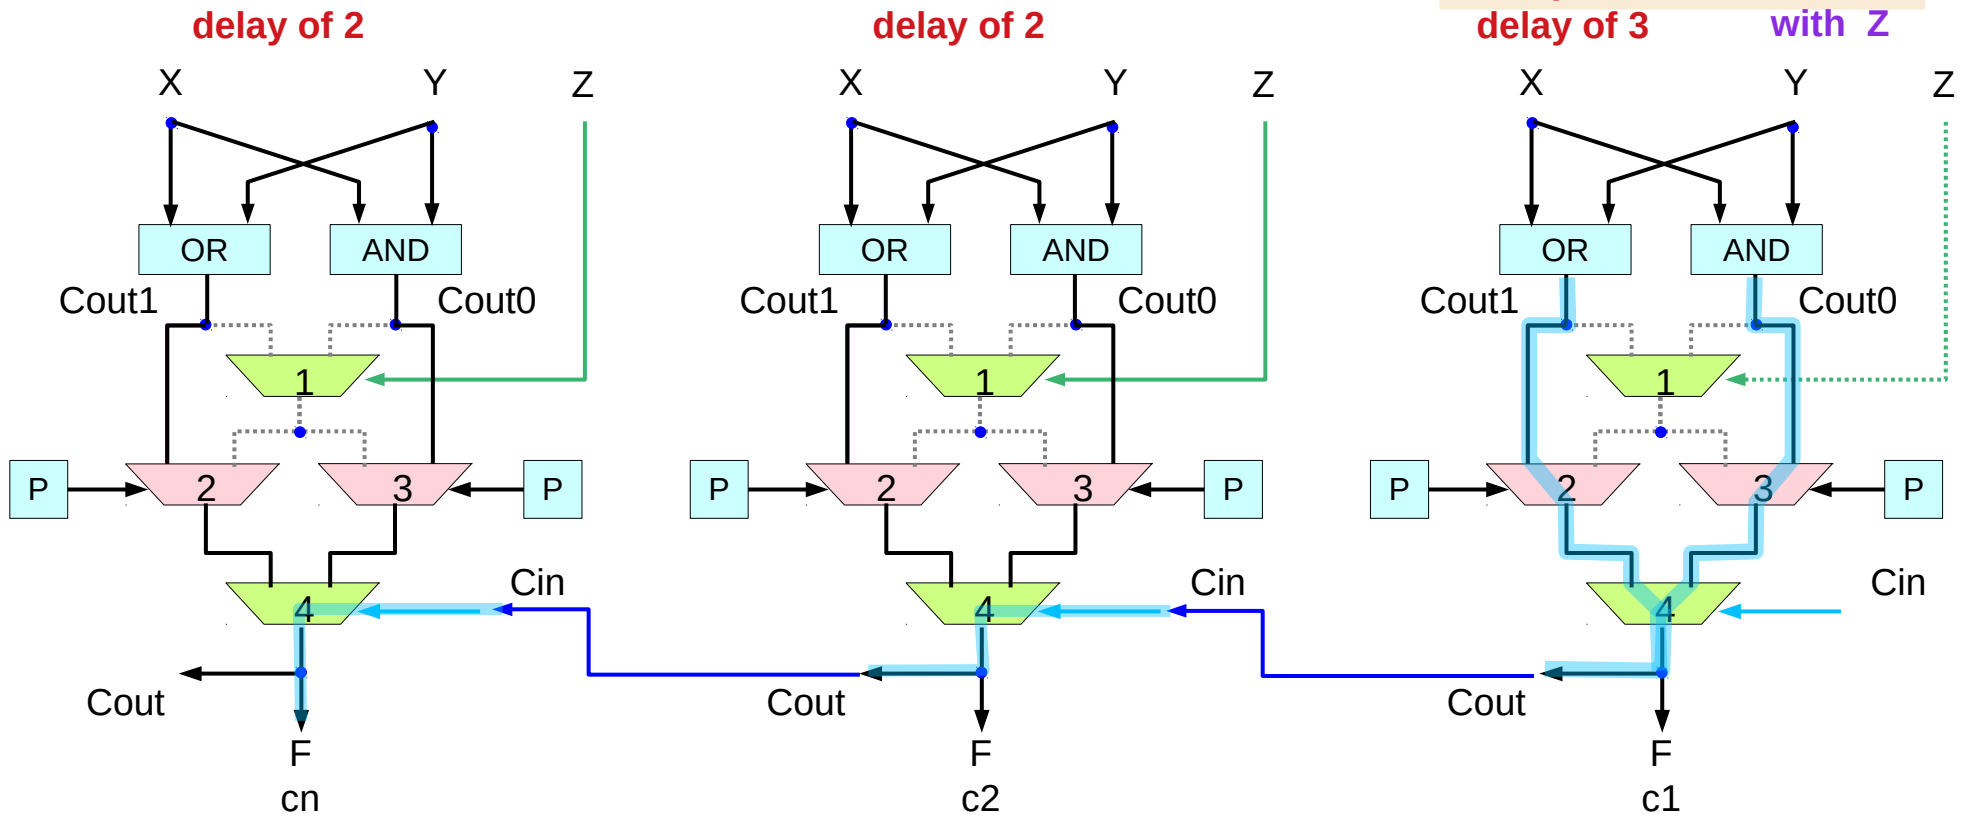 delay of 2 delay of 2 delay of 3 with Z
X Y Z X Y Z X Y Z
OR AND OR AND OR AND
Cout1 Cout0 Cout1 Cout0 Cout1 Cout0
1 1 1
P 2 3 P P 2 3 P P 2 3 P
Cin Cin Cin
4 4 4
Cout Cout Cout
F F F
cn c2 c1